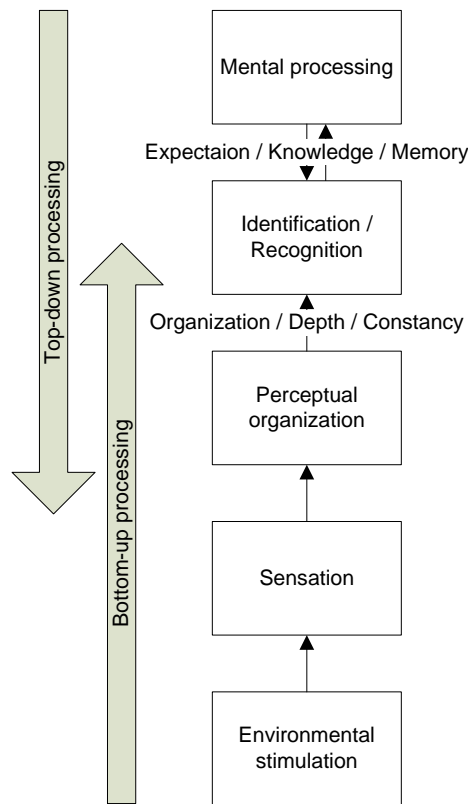 Mental processing
Expectaion / Knowledge / Memory
Identification /
Recognition
Organization / Depth / Constancy
Perceptual
organization
Sensation
Environmental
stimulation
Top-down processing
Bottom-up processing